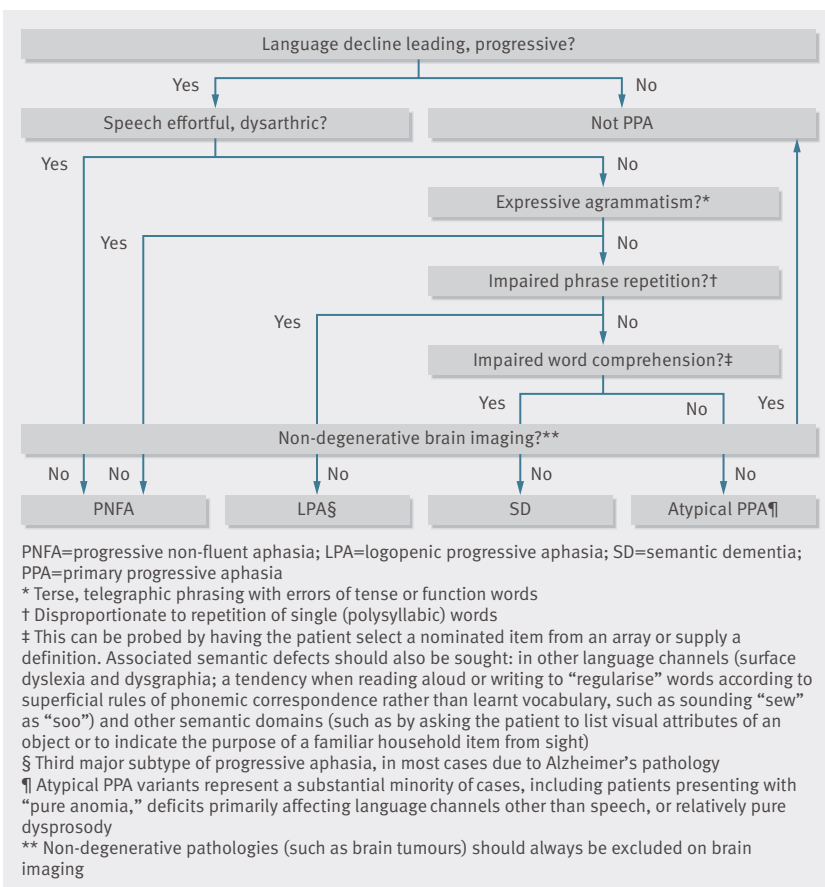 Language decline leading, progressive?
Yes
No
Speech effortful, dysarthric?
Not PPA
Yes
No
Expressive agrammatism?*
Yes
No
Impaired phrase repetition?†
Yes
No
Impaired word comprehension?‡
Yes
No
Yes
Non-degenerative brain imaging?**
No
No
No
No
No
PNFA
LPA§
SD
Atypical PPA¶
PNFA=progressive non-fluent aphasia; LPA=logopenic progressive aphasia; SD=semantic dementia;
PPA=primary progressive aphasia
* Terse, telegraphic phrasing with errors of tense or function words
† Disproportionate to repetition of single (polysyllabic) words
‡ This can be probed by having the patient select a nominated item from an array or supply a
definition. Associated semantic defects should also be sought: in other language channels (surface
dyslexia and dysgraphia; a tendency when reading aloud or writing to “regularise” words according to
superficial rules of phonemic correspondence rather than learnt vocabulary, such as sounding “sew”
as “soo”) and other semantic domains (such as by asking the patient to list visual attributes of an
object or to indicate the purpose of a familiar household item from sight)
§ Third major subtype of progressive aphasia, in most cases due to Alzheimer’s pathology
¶ Atypical PPA variants represent a substantial minority of cases, including patients presenting with
“pure anomia,” deficits primarily affecting language channels other than speech, or relatively pure
dysprosody
** Non-degenerative pathologies (such as brain tumours) should always be excluded on brain
imaging